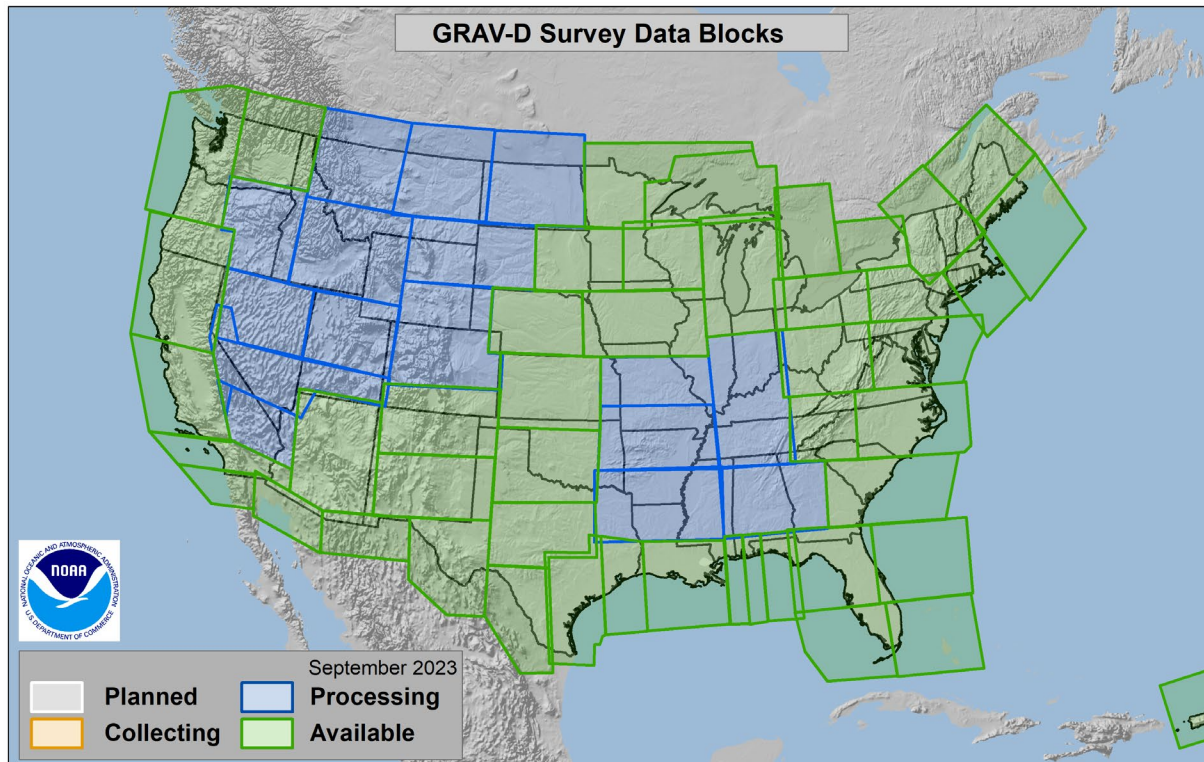 GRAV-D Survey Data Blocks
NATIONAL OCEANIC AND ATMOSPHERIC ADMINISTRATION
NOAA
U.S. DEPARTMENT OF COMMERCE
September 2023
Planned
Processing
Collecting
Available